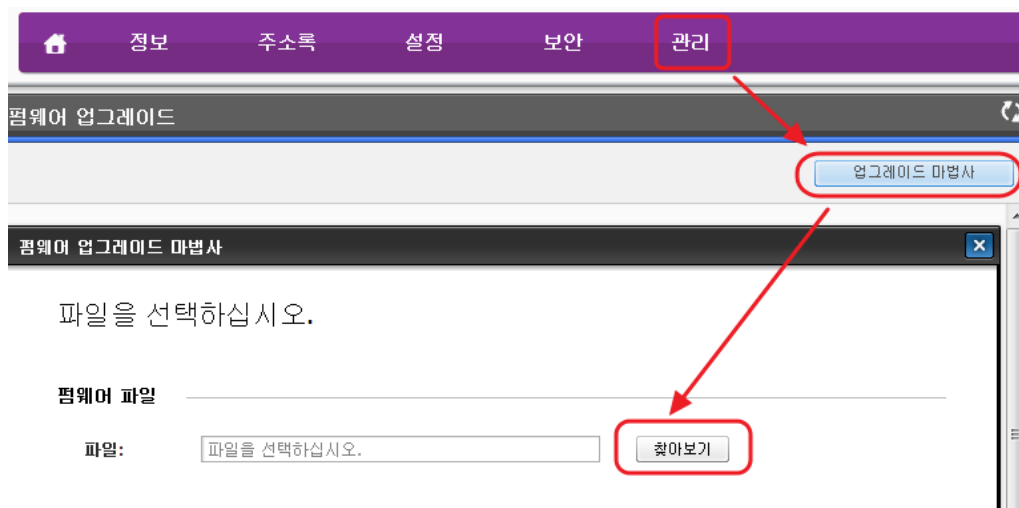 정보 주소록 설정 보안 관리
펌웨어 업그레이드
업그레이드 마법사
펌웨어 업그레이드 마법사
파일을 선택하십시오.
펌웨어 파일
파일: 파일을 선택하십시오. 찾아보기